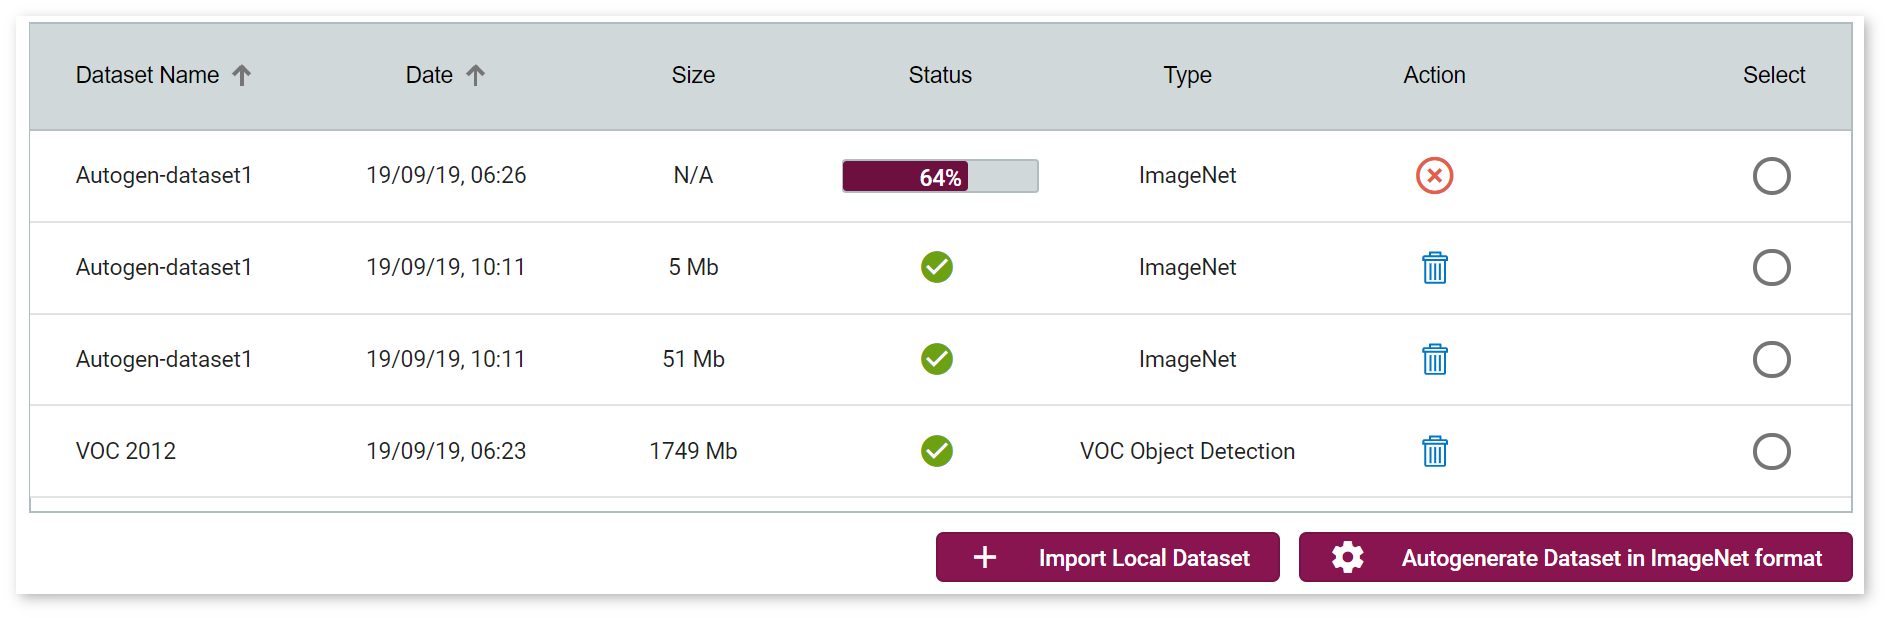 Dataset Name Date Size Status Type Action Select
Autogen-dataset1 19/09/19, 06:26 N/A 64% ImageNet
Autogen-dataset1 19/09/19, 10:11 5 Mb ImageNet
Autogen-dataset1 19/09/19, 10:11 51 Mb ImageNet
VOC 2012 19/09/19, 06:23 1749 Mb VOC Object Detection
Import Local Dataset Autogenerate Dataset in ImageNet format